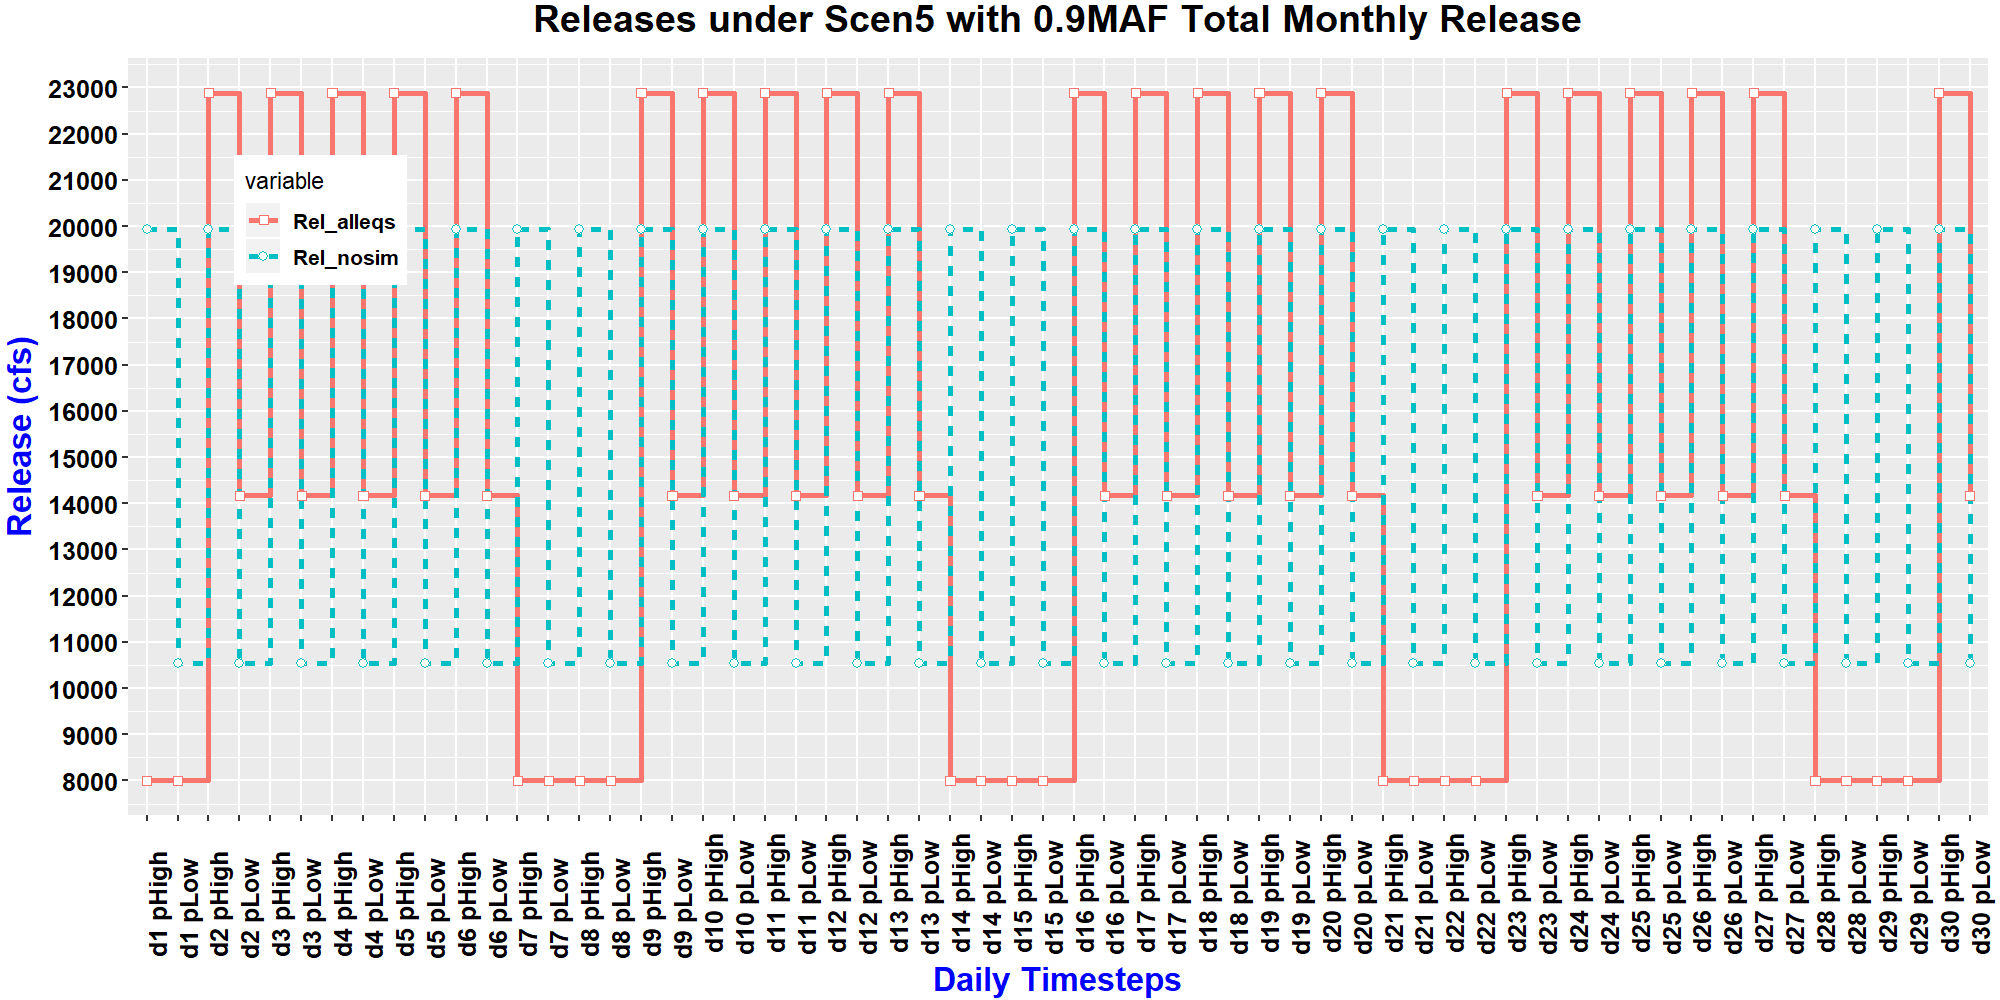 Releases under Scen5 with 0.9MAF Total Monthly Release
Release (cfs)
23000
22000
21000
20000
19000
18000
17000
16000
15000
14000
13000
12000
11000
10000
9000
8000
variable
Rel_alleqs
Rel_nosim
d1 pHigh
d1 pLow
d2 pHigh
d2 pLow
d3 pHigh
d3 pLow
d4 pHigh
d4 pLow
d5 pHigh
d5 pLow
d6 pHigh
d6 pLow
d7 pHigh
d7 pLow
d8 pHigh
d8 pLow
d9 pHigh
d9 pLow
d10 pHigh
d10 pLow
d11 pHigh
d11 pLow
d12 pHigh
d12 pLow
d13 pHigh
d13 pLow
d14 pHigh
d14 pLow
d15 pHigh
d15 pLow
d16 pHigh
d16 pLow
d17 pHigh
d17 pLow
d18 pHigh
d18 pLow
d19 pHigh
d19 pLow
d20 pHigh
d20 pLow
d21 pHigh
d21 pLow
d22 pHigh
d22 pLow
d23 pHigh
d23 pLow
d24 pHigh
d24 pLow
d25 pHigh
d25 pLow
d26 pHigh
d26 pLow
d27 pHigh
d27 pLow
d28 pHigh
d28 pLow
d29 pHigh
d29 pLow
d30 pHigh
d30 pLow
Daily Timesteps